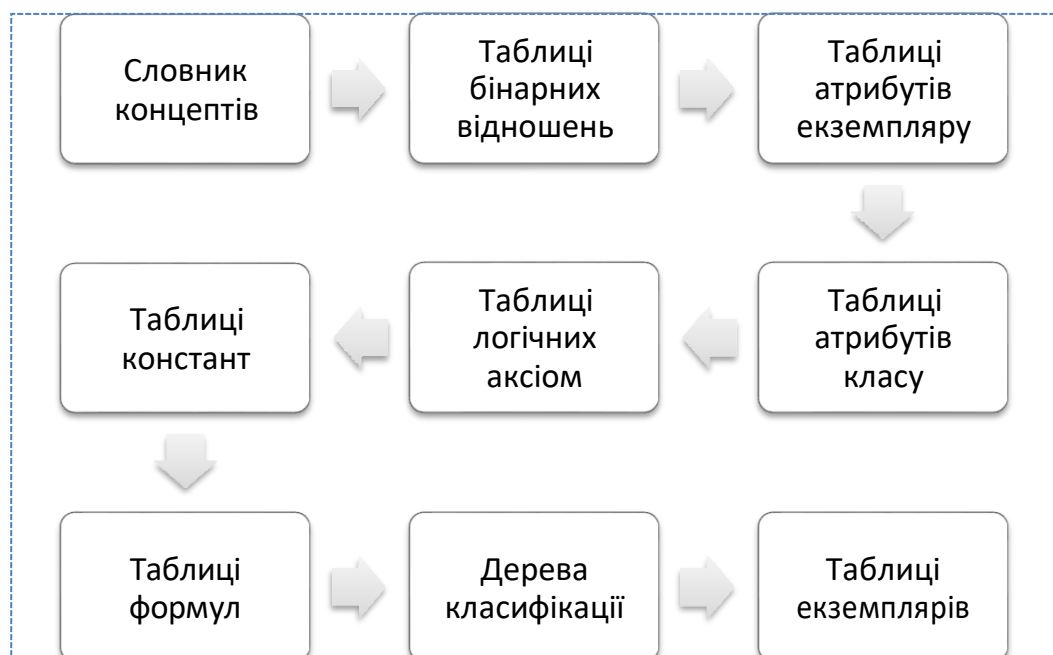 Словник
концептів
Таблиці
бінарних
відношень
Таблиці
атрибутів
екземпляру
Таблиці
констант
Таблиці
логічних
аксіом
Таблиці
атрибутів
класу
Таблиці
формул
Дерева
класифікації
Таблиці
екземплярів